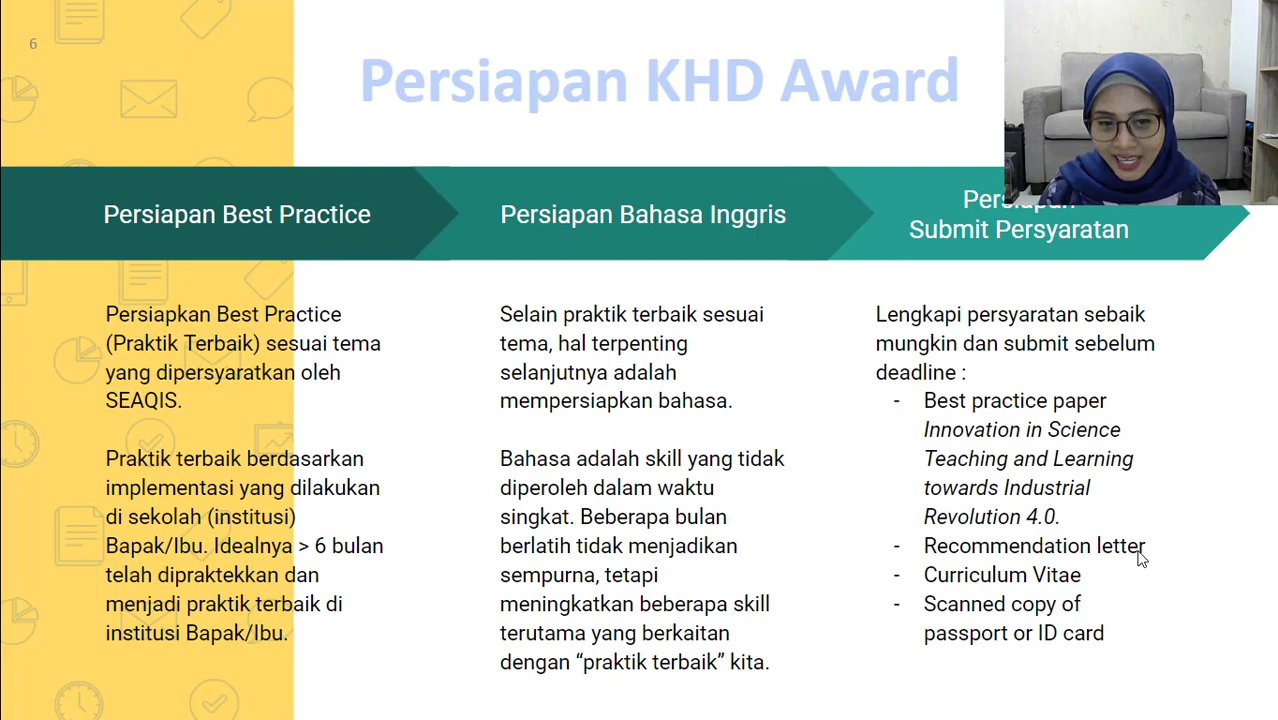 6
Persiapan KHD Award
Persiapan Best Practice
Persiapan Bahasa Inggris
Persiapan
Submit Persyaratan
Persiapkan Best Practice
(Praktik Terbaik) sesuai tema
yang dipersyaratkan oleh
SEAQIS.
Praktik terbaik berdasarkan
implementasi yang dilakukan
di sekolah (institusi)
Bapak/Ibu. Idealnya > 6 bulan
telah dipraktekkan dan
menjadi praktik terbaik di
institusi Bapak/Ibu.
Selain praktik terbaik sesuai
tema, hal terpenting
selanjutnya adalah
mempersiapkan bahasa.
Bahasa adalah skill yang tidak
diperoleh dalam waktu
singkat. Beberapa bulan
berlatih tidak menjadikan
sempurna, tetapi
meningkatkan beberapa skill
terutama yang berkaitan
dengan “praktik terbaik” kita.
Lengkapi persyaratan sebaik
mungkin dan submit sebelum
deadline :
- Best practice paper
Innovation in Science
Teaching and Learning
towards Industrial
Revolution 4.0.
- Recommendation letter
- Curriculum Vitae
- Scanned copy of
passport or ID card